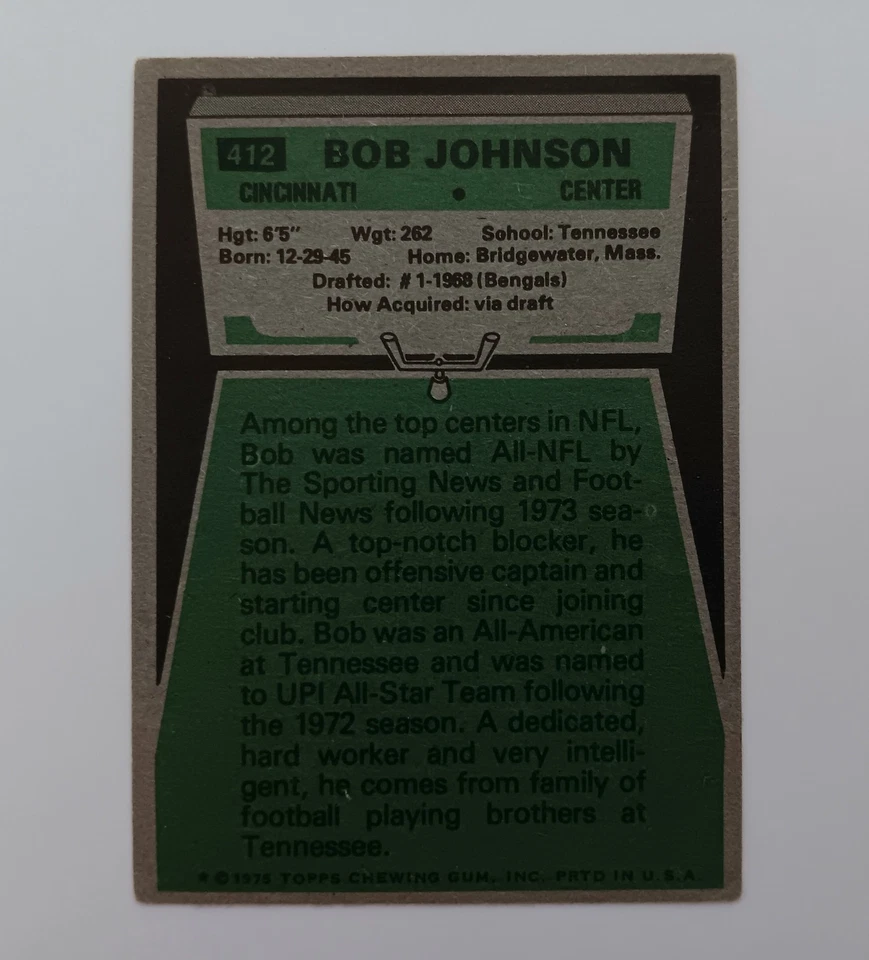 412 BOB JOHNSON
CINCINNATI • CENTER
Hgt: 6'5" Wgt: 262 School: Tennessee
Born: 12-29-45 Home: Bridgewater, Mass.
Drafted: #1-1968 (Bengals)
How Acquired: via draft
Among the top centers in NFL,
Bob was named All-NFL by
The Sporting News and Foot-
ball News following 1973 sea-
son. A top-notch blocker, he
has been offensive captain and
starting center since joining
club. Bob was an All-American
at Tennessee and was named
to UPI All-Star Team following
the 1972 season. A dedicated,
hard worker and very intelli-
gent, he comes from family of
football playing brothers at
Tennessee.
* © 1975 TOPPS CHEWING GUM, INC. PRTD IN U.S.A.